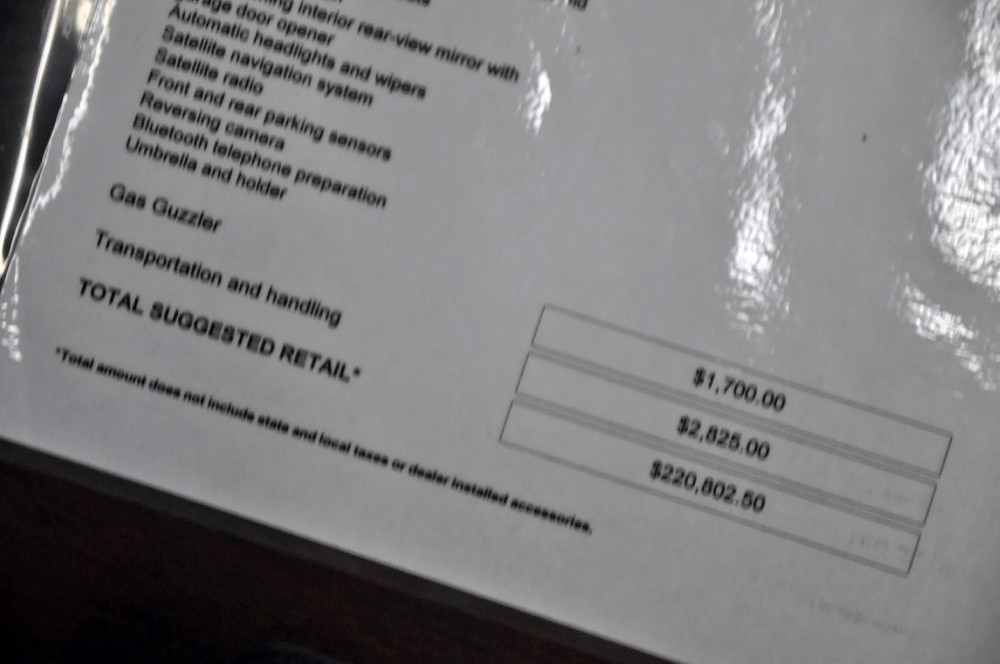 interior rear-view mirror with
door opener
Automatic headlights and wipers
Satellite navigation system
Satellite radio
Front and rear parking sensors
Reversing camera
Bluetooth telephone preparation
Umbrella and holder
Gas Guzzler
$1,700.00
Transportation and handling
$2,825.00
TOTAL SUGGESTED RETAIL*
$220,802.50
*Total amount does not include state and local taxes or dealer installed accessories.